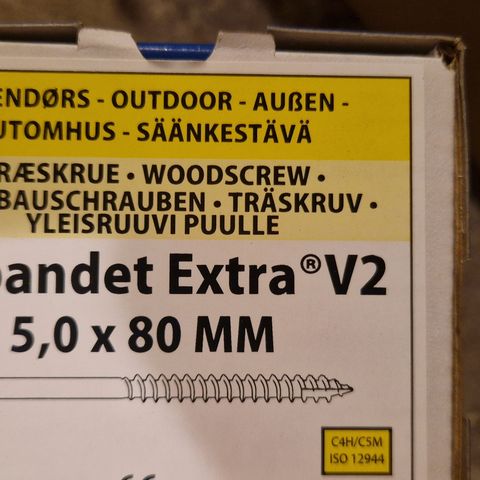 ENDØRS - OUTDOOR - AUßEN -
UTOMHUS - SÄÄNKESTÄVÄ
RÆSKRUE • WOODSCREW •
BAUSCHRAUBEN • TRÄSKRUV •
YLEISRUUVI PUULLE
andet Extra® V2
5,0 x 80 MM
C4H/C5M
ISO 12944